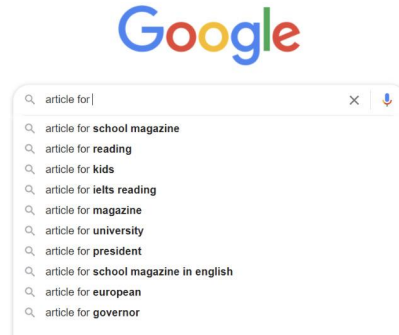 Google
article for
article for school magazine
article for reading
article for kids
article for ielts reading
article for magazine
article for university
article for president
article for school magazine in english
article for european
article for governor